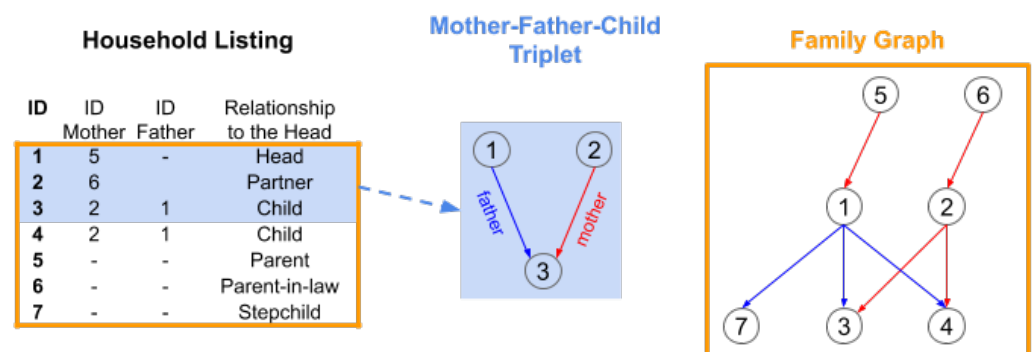 Household Listing
ID ID ID Relationship
Mother Father to the Head
1 5 - Head
2 6 Partner
3 2 1 Child
4 2 1 Child
5 - - Parent
6 - - Parent-in-law
7 - - Stepchild
Mother-Father-Child
Triplet
1 2
father mother
3
Family Graph
5 6
1 2
7 3 4